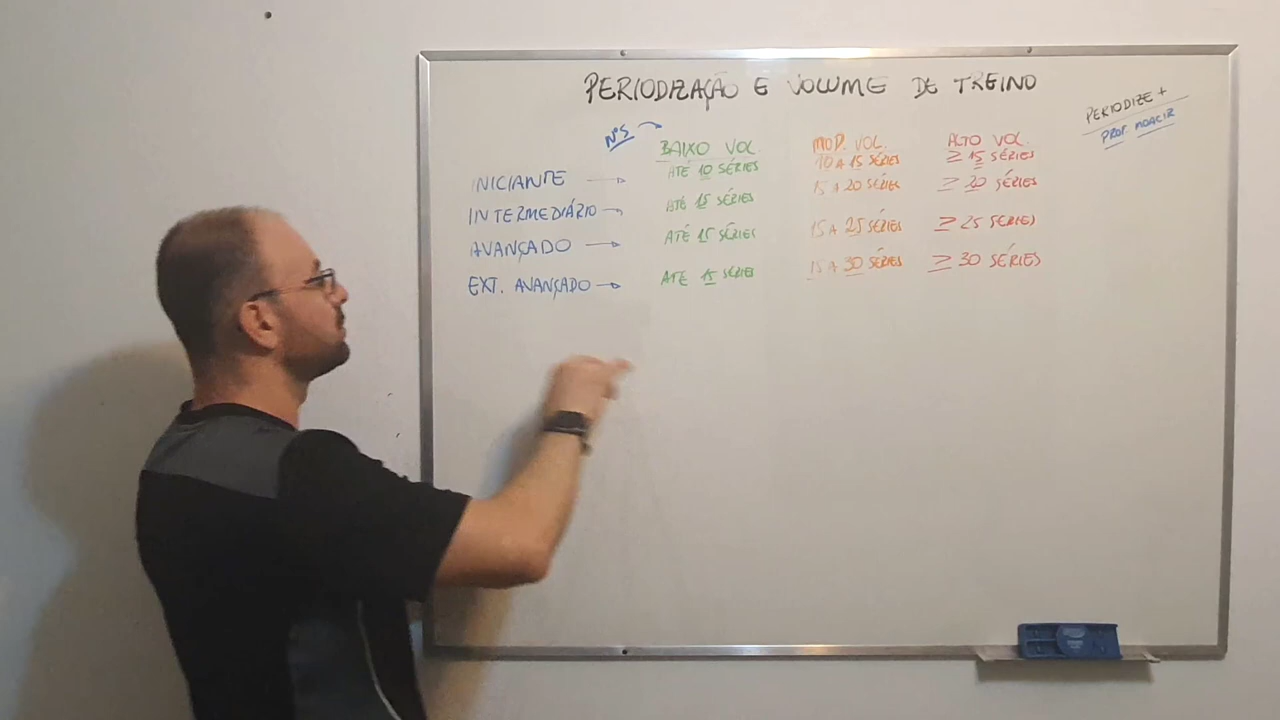 PERIODIZAÇÃO E VOLUME DE TREINO
PERIODIZE +
PROF. MOACIR
NºS
BAIXO VOL. MOD. VOL. ALTO VOL.
INICIANTE → ATÉ 10 SÉRIES 10 A 15 SÉRIES ≥ 15 SÉRIES
INTERMEDIÁRIO → ATÉ 15 SÉRIES 15 A 20 SÉRIES ≥ 20 SÉRIES
AVANÇADO → ATÉ 15 SÉRIES 15 A 25 SÉRIES ≥ 25 SÉRIES
EXT. AVANÇADO → ATÉ 15 SÉRIES 15 A 30 SÉRIES ≥ 30 SÉRIES